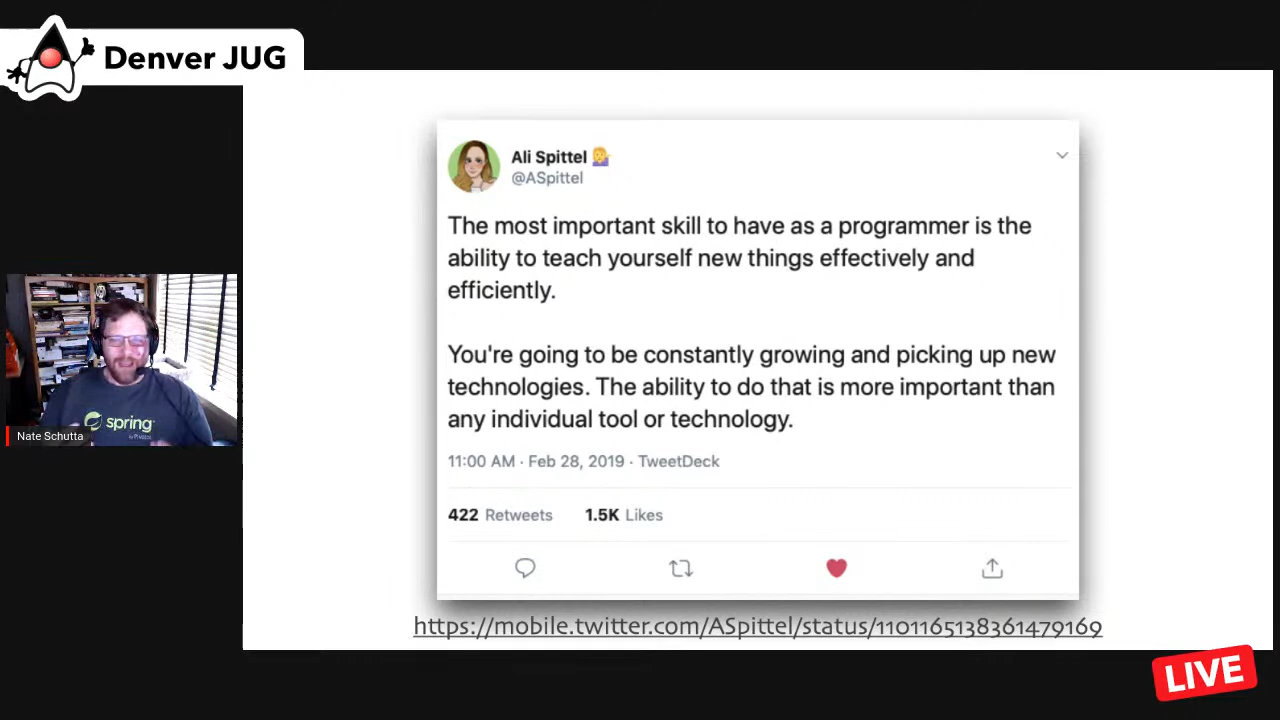 Denver JUG
Ali Spittel
@ASpittel
The most important skill to have as a programmer is the
ability to teach yourself new things effectively and
efficiently.
You're going to be constantly growing and picking up new
technologies. The ability to do that is more important than
any individual tool or technology.
11:00 AM · Feb 28, 2019 · TweetDeck
422 Retweets 1.5K Likes
https://mobile.twitter.com/ASpittel/status/1101165138361479169
spring
by Pivotal
Nate Schutta
LIVE